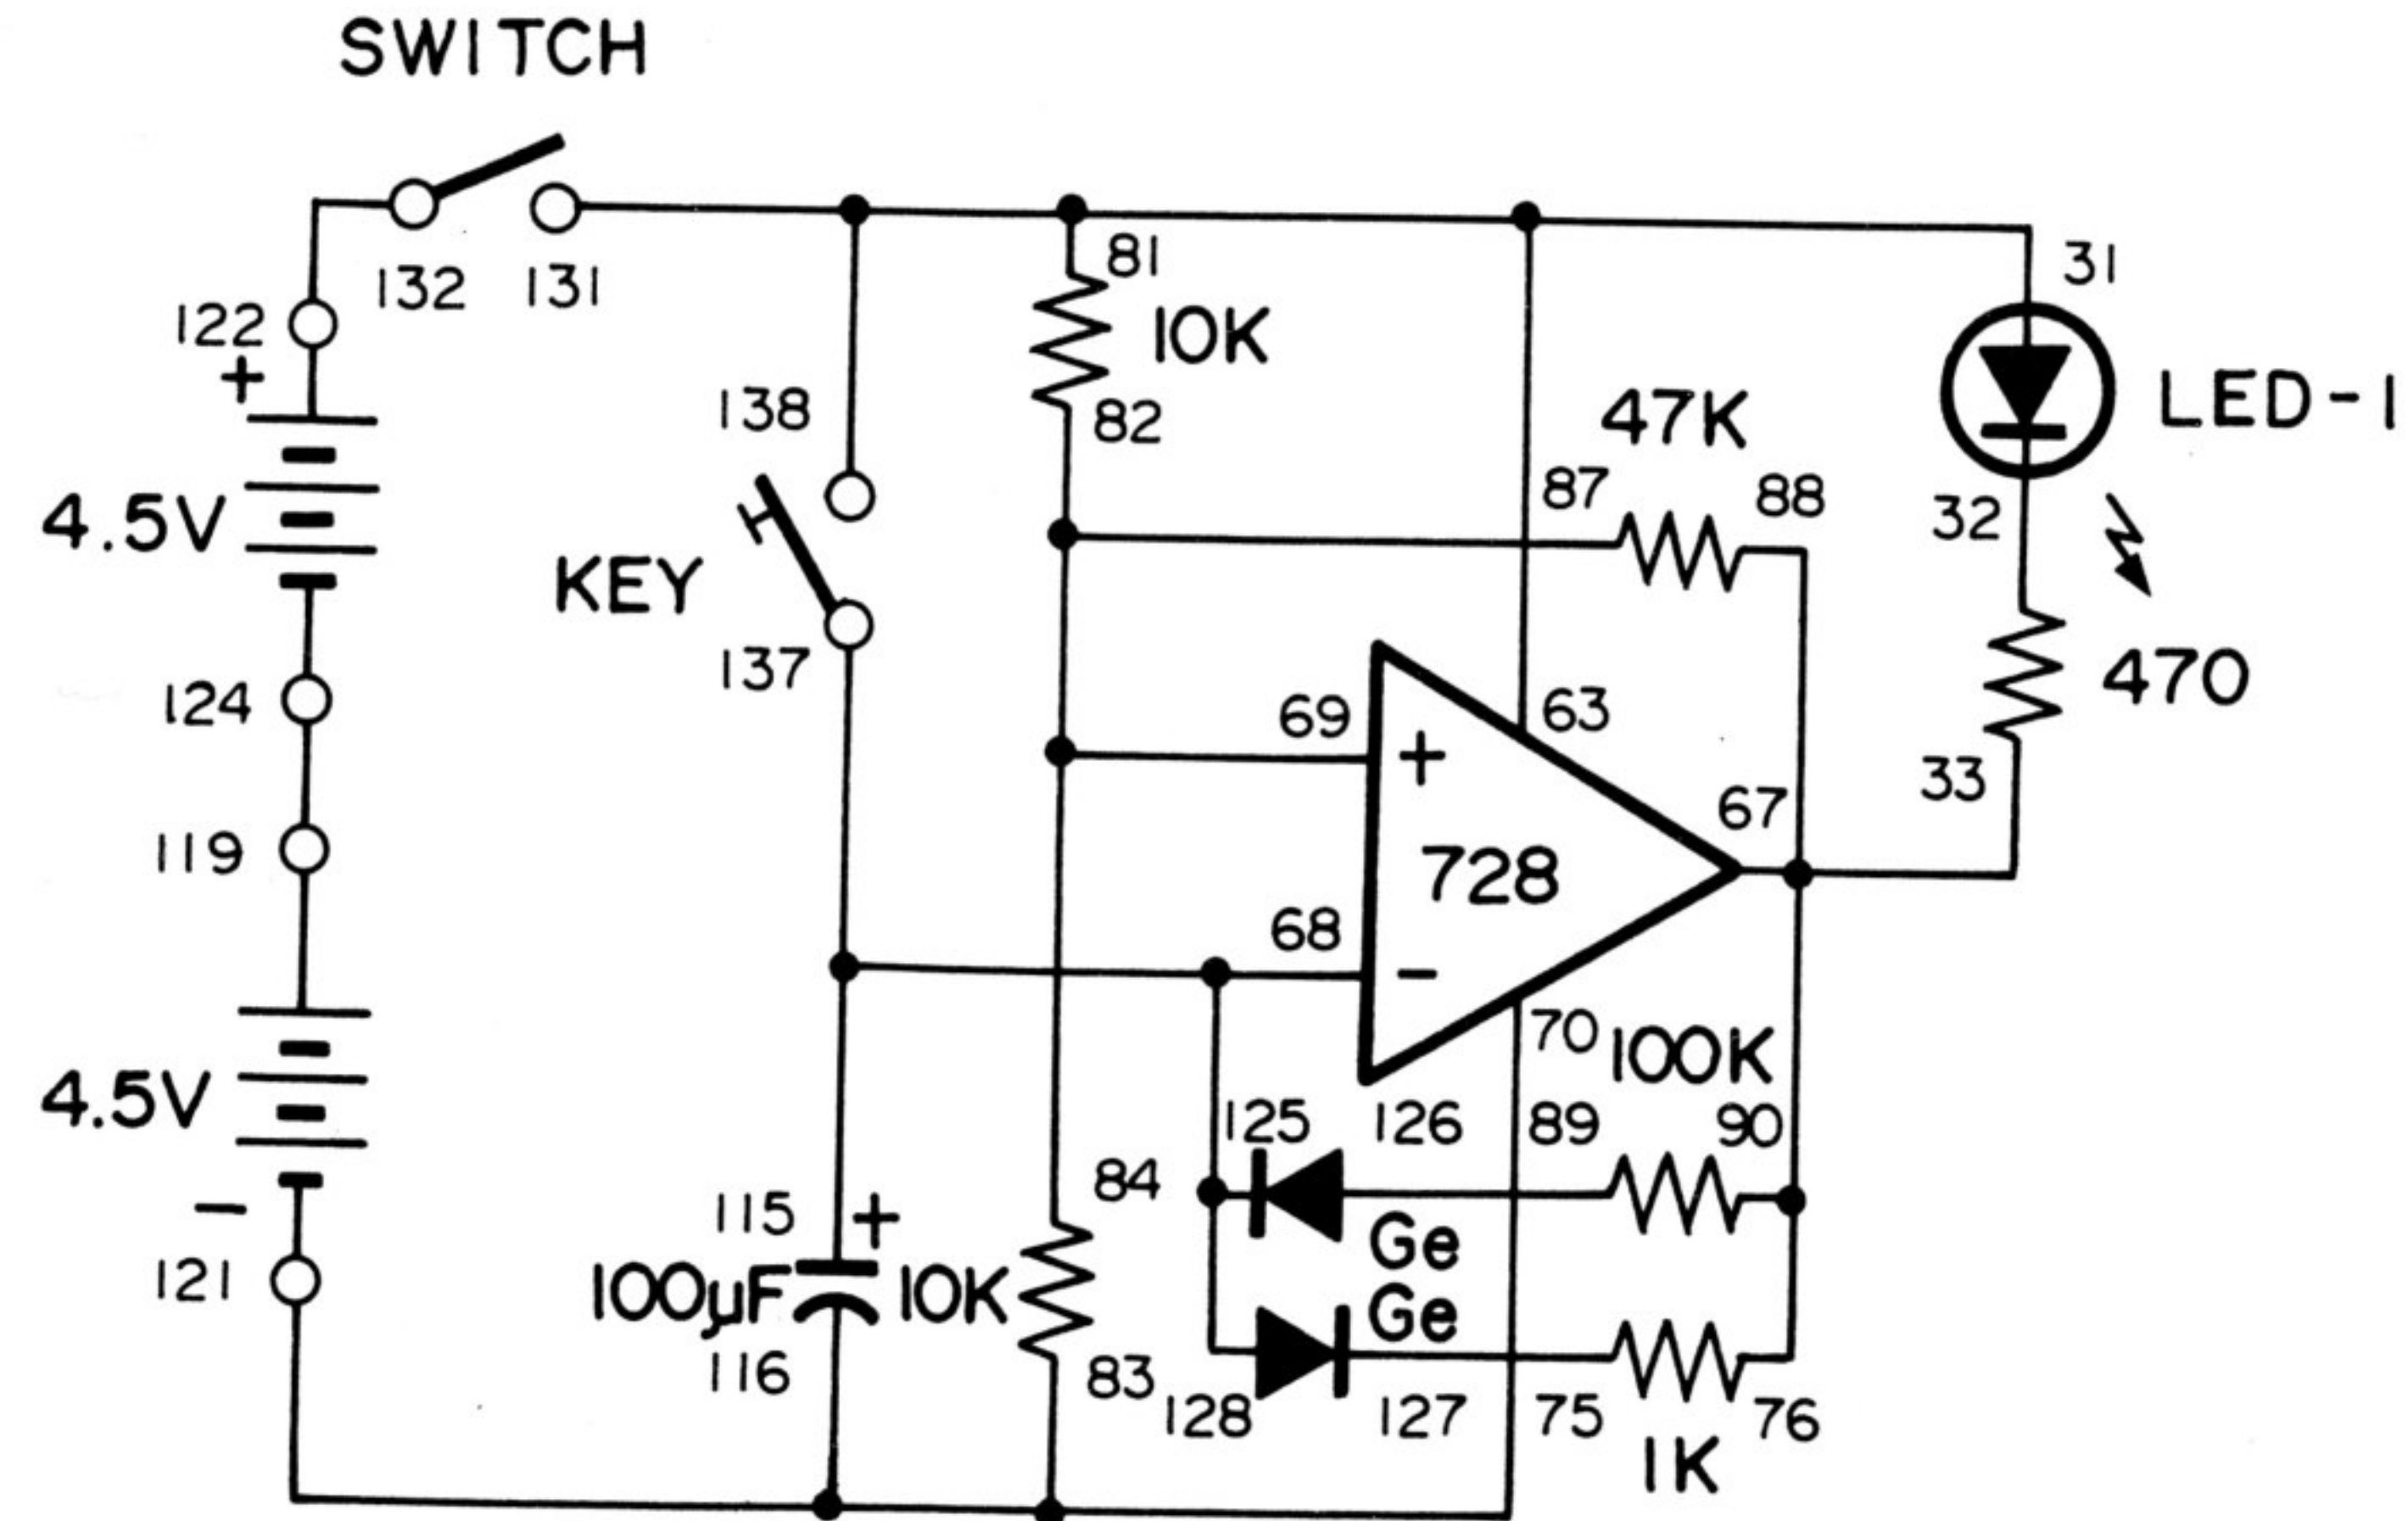 SWITCH
132 131
122
+
4.5V
124
119
4.5V
−
121
138
KEY
137
81
10K
82
47K
87 88
31
LED-1
32
470
33
69
+
63
67
728
68
-
70
100K
125 126 89 90
84
Ge
115 +
100µF
116
10K
83
Ge
128 127 75 76
1K